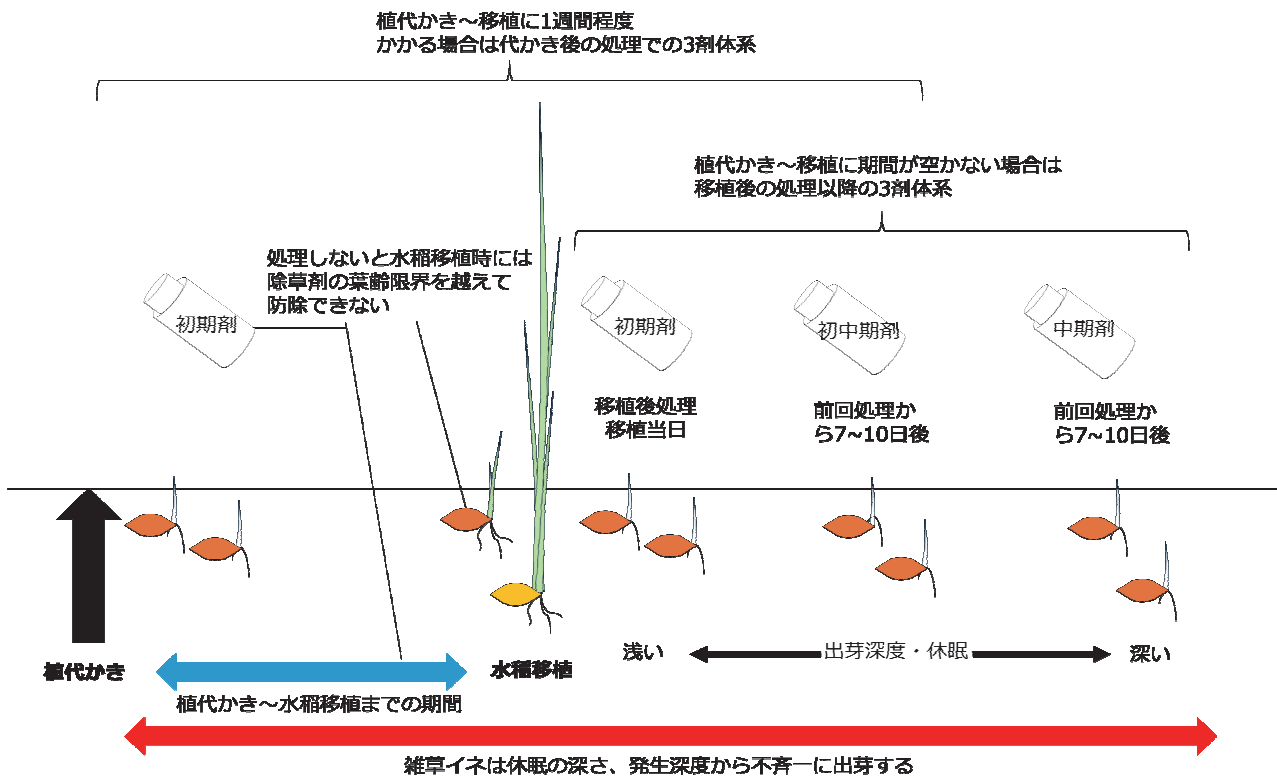 植代かき～移植に1週間程度
かかる場合は代かき後の処理での3剤体系
植代かき～移植に期間が空かない場合は
移植後の処理以降の3剤体系
処理しないと水稲移植時には
除草剤の葉齢限界を越えて
防除できない
初期剤
初期剤
初中期剤
中期剤
移植後処理
移植当日
前回処理か
ら7~10日後
前回処理か
ら7~10日後
植代かき
水稲移植
浅い
出芽深度・休眠
深い
植代かき～水稲移植までの期間
雑草イネは休眠の深さ、発生深度から不斉一に出芽する